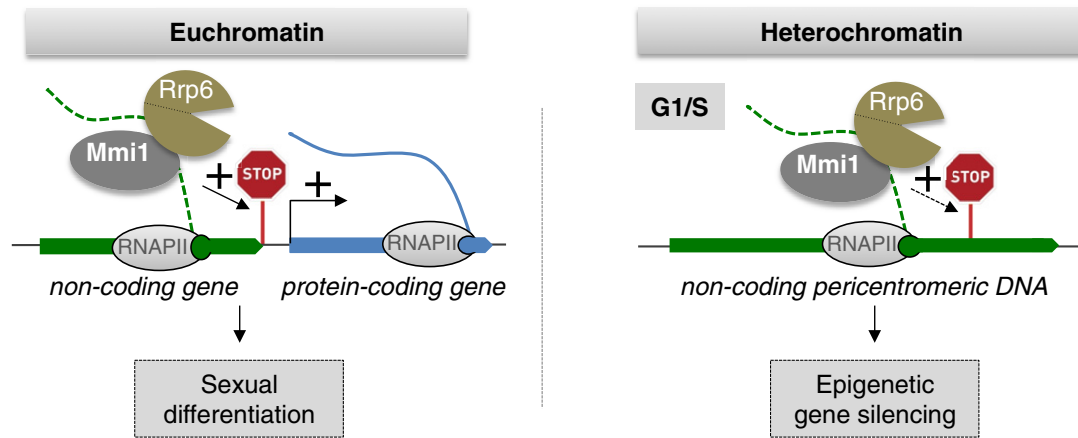 Euchromatin
Rrp6
Mmi1
+
STOP
+
RNAPII
RNAPII
non-coding gene
protein-coding gene
Sexual
differentiation
Heterochromatin
G1/S
Rrp6
Mmi1
+
STOP
RNAPII
non-coding pericentromeric DNA
Epigenetic
gene silencing